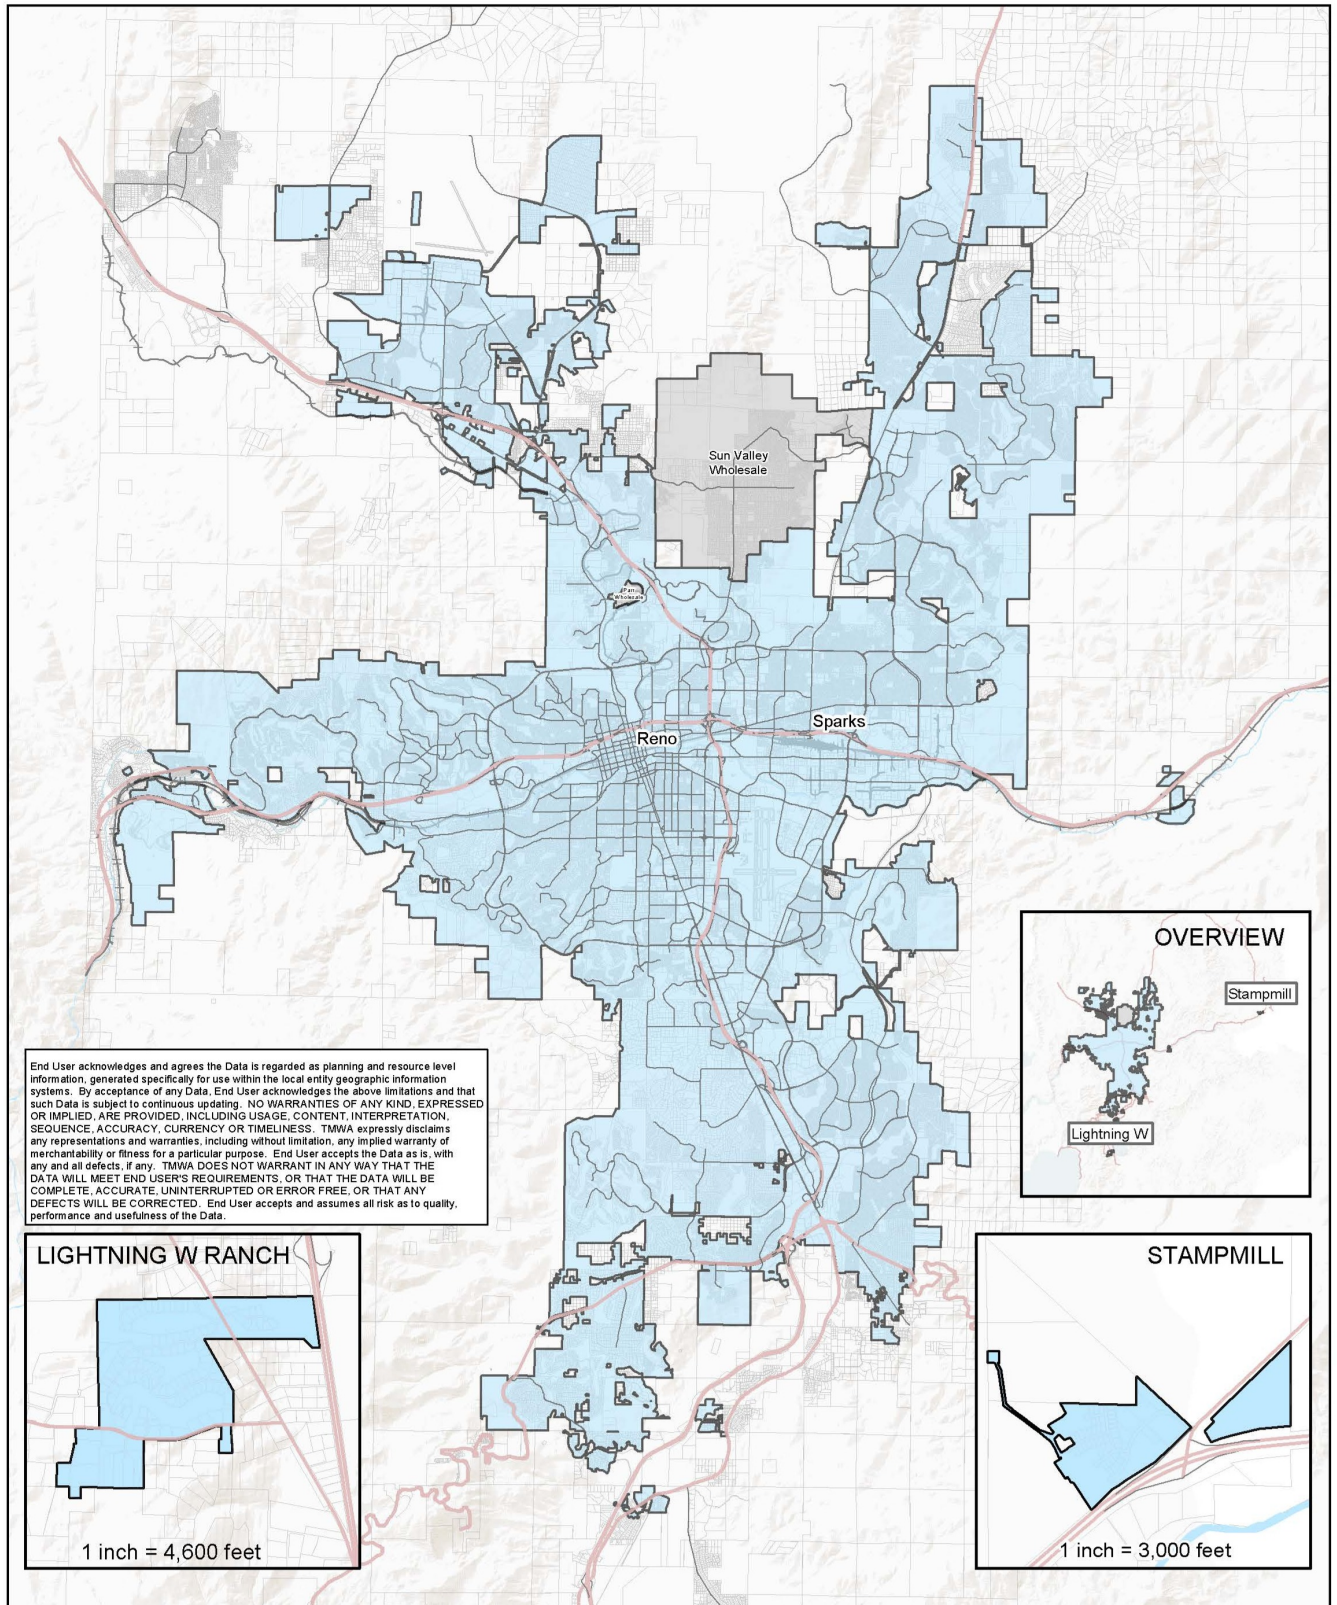 Sun Valley
Wholesale
Parr
Wholesale
Reno
Sparks
OVERVIEW
Stampmill
Lightning W
End User acknowledges and agrees the Data is regarded as planning and resource level
information, generated specifically for use within the local entity geographic information
systems. By acceptance of any Data, End User acknowledges the above limitations and that
such Data is subject to continuous updating. NO WARRANTIES OF ANY KIND, EXPRESSED
OR IMPLIED, ARE PROVIDED, INCLUDING USAGE, CONTENT, INTERPRETATION,
SEQUENCE, ACCURACY, CURRENCY OR TIMELINESS. TMWA expressly disclaims
any representations and warranties, including without limitation, any implied warranty of
merchantability or fitness for a particular purpose. End User accepts the Data as is, with
any and all defects, if any. TMWA DOES NOT WARRANT IN ANY WAY THAT THE
DATA WILL MEET END USER'S REQUIREMENTS, OR THAT THE DATA WILL BE
COMPLETE, ACCURATE, UNINTERRUPTED OR ERROR FREE, OR THAT ANY
DEFECTS WILL BE CORRECTED. End User accepts and assumes all risk as to quality,
performance and usefulness of the Data.
LIGHTNING W RANCH
1 inch = 4,600 feet
STAMPMILL
1 inch = 3,000 feet